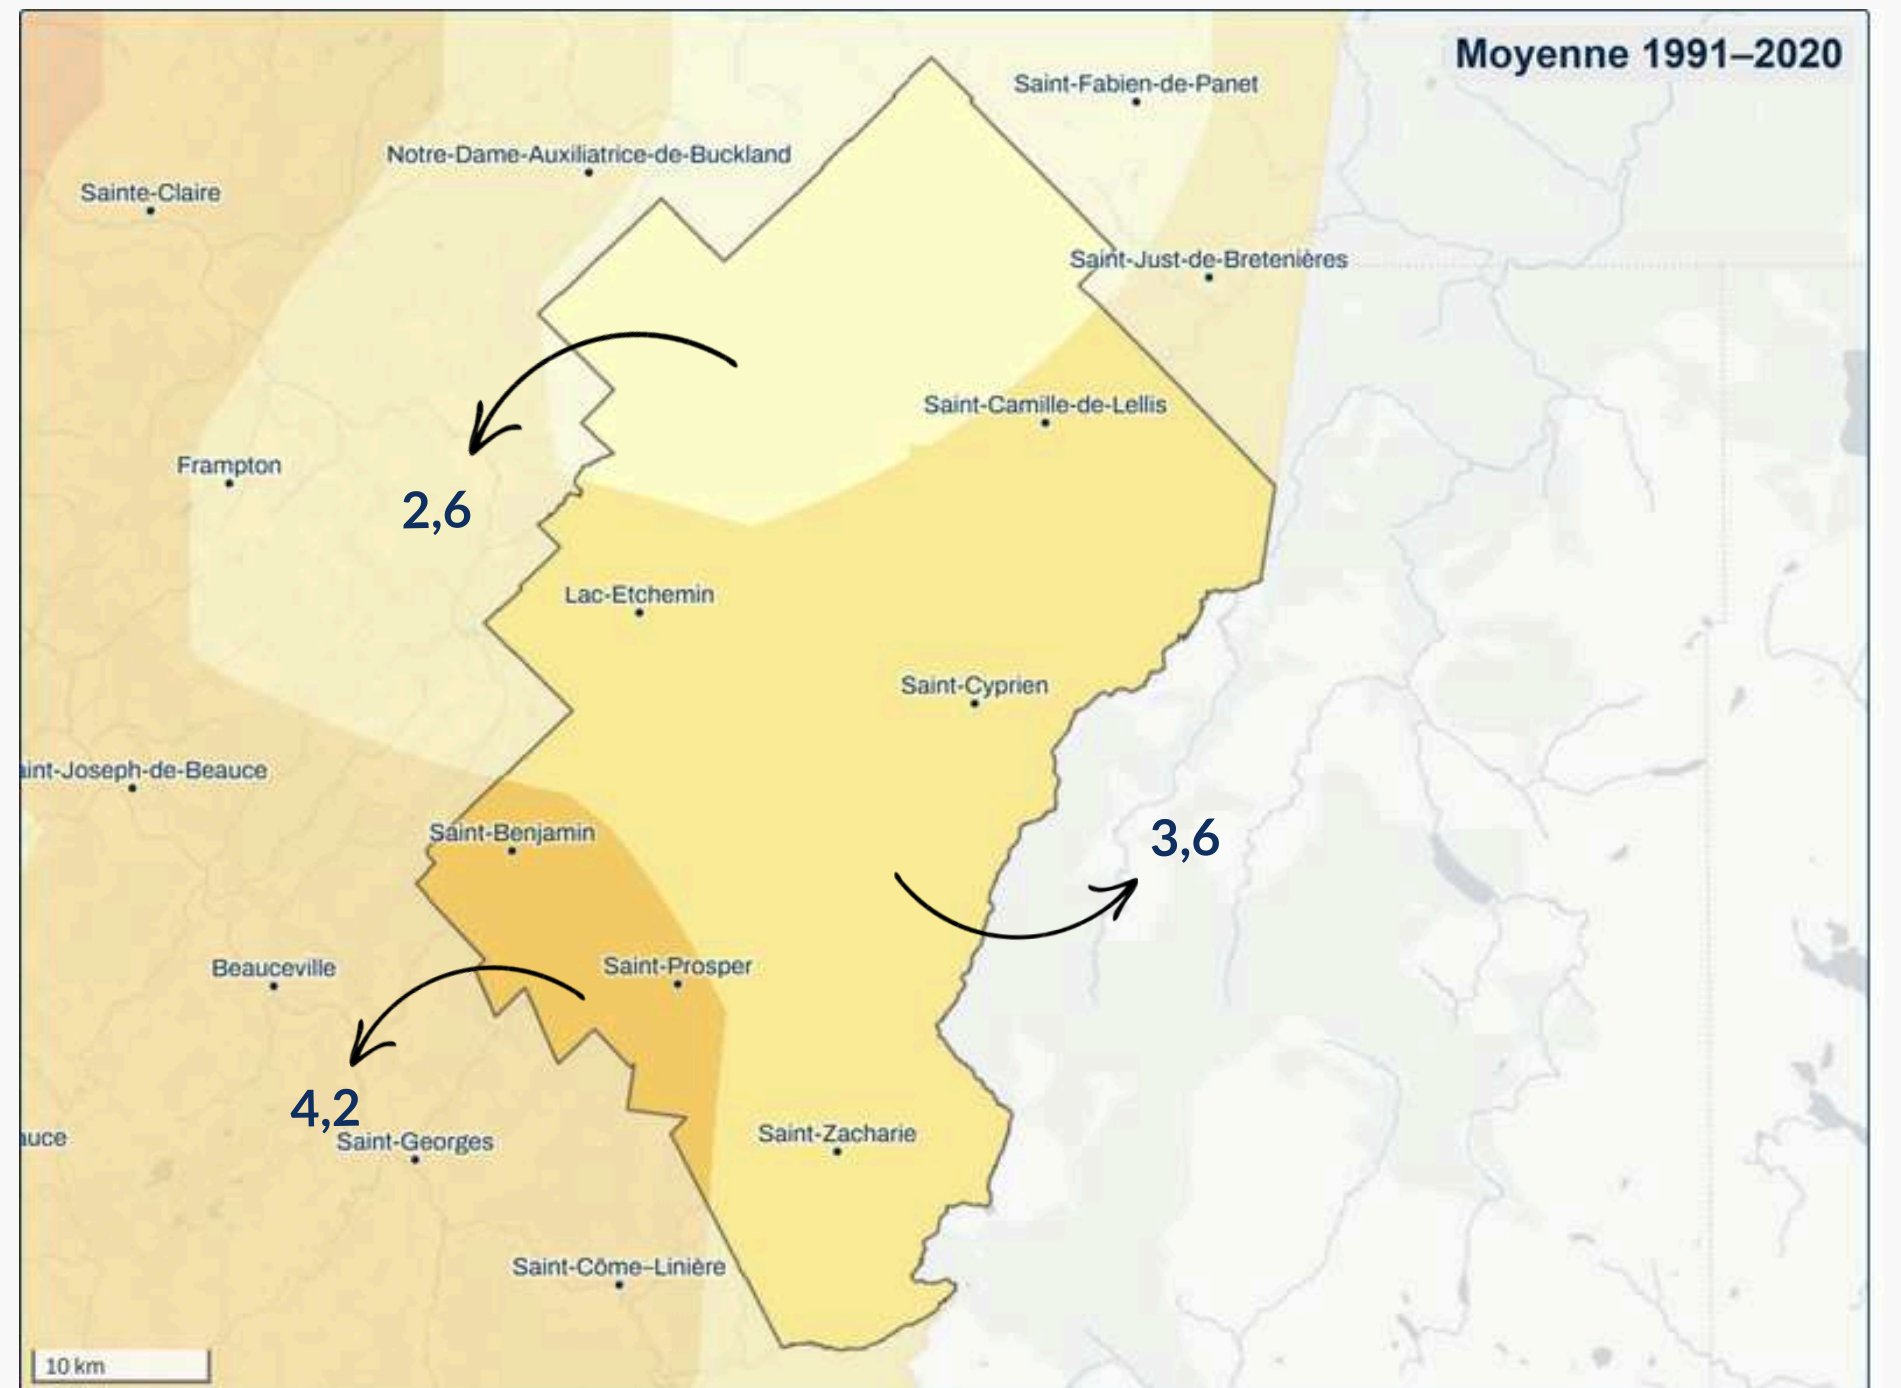 Moyenne 1991–2020
Saint-Fabien-de-Panet
Notre-Dame-Auxiliatrice-de-Buckland
Sainte-Claire
Saint-Just-de-Bretenières
Saint-Camille-de-Lellis
Frampton
2,6
Lac-Etchemin
Saint-Cyprien
aint-Joseph-de-Beauce
Saint-Benjamin
3,6
Beauceville
Saint-Prosper
4,2
auce
Saint-Georges
Saint-Zacharie
Saint-Côme–Linière
10 km